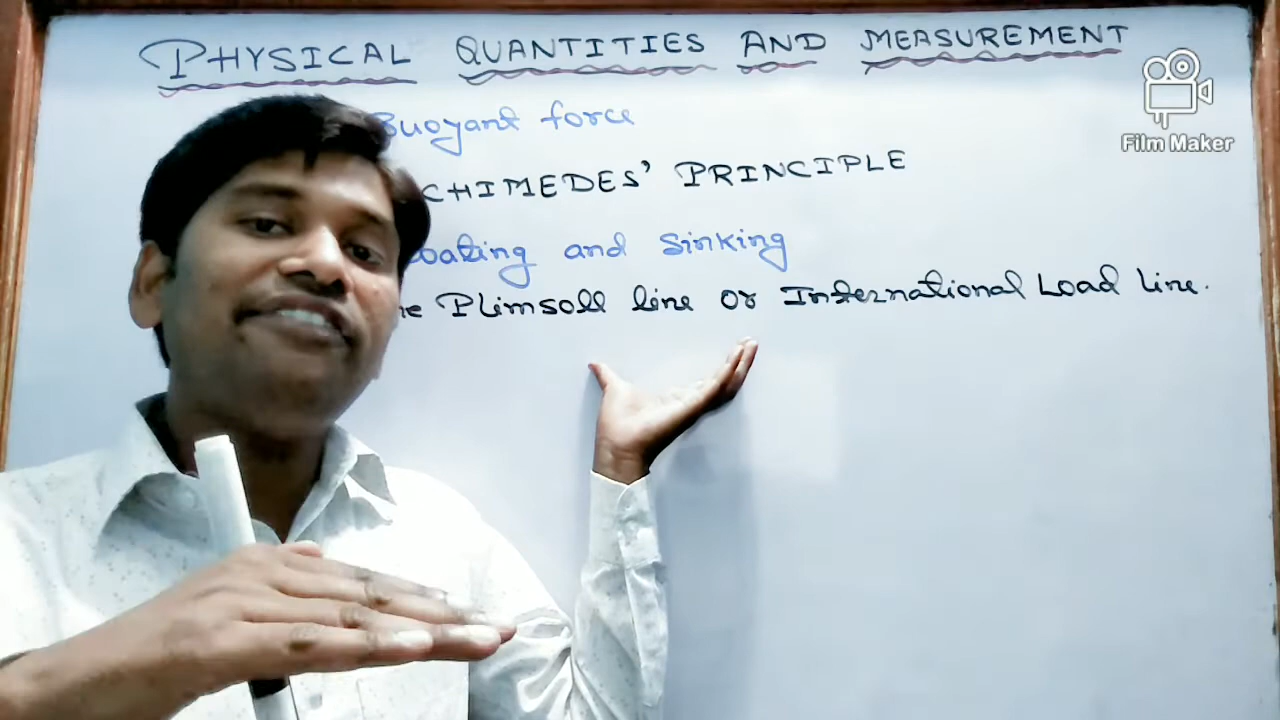 PHYSICAL QUANTITIES AND MEASUREMENT
Film Maker
Buoyant force
CHIMEDES' PRINCIPLE
oating and sinking
he Plimsoll line or International Load line.